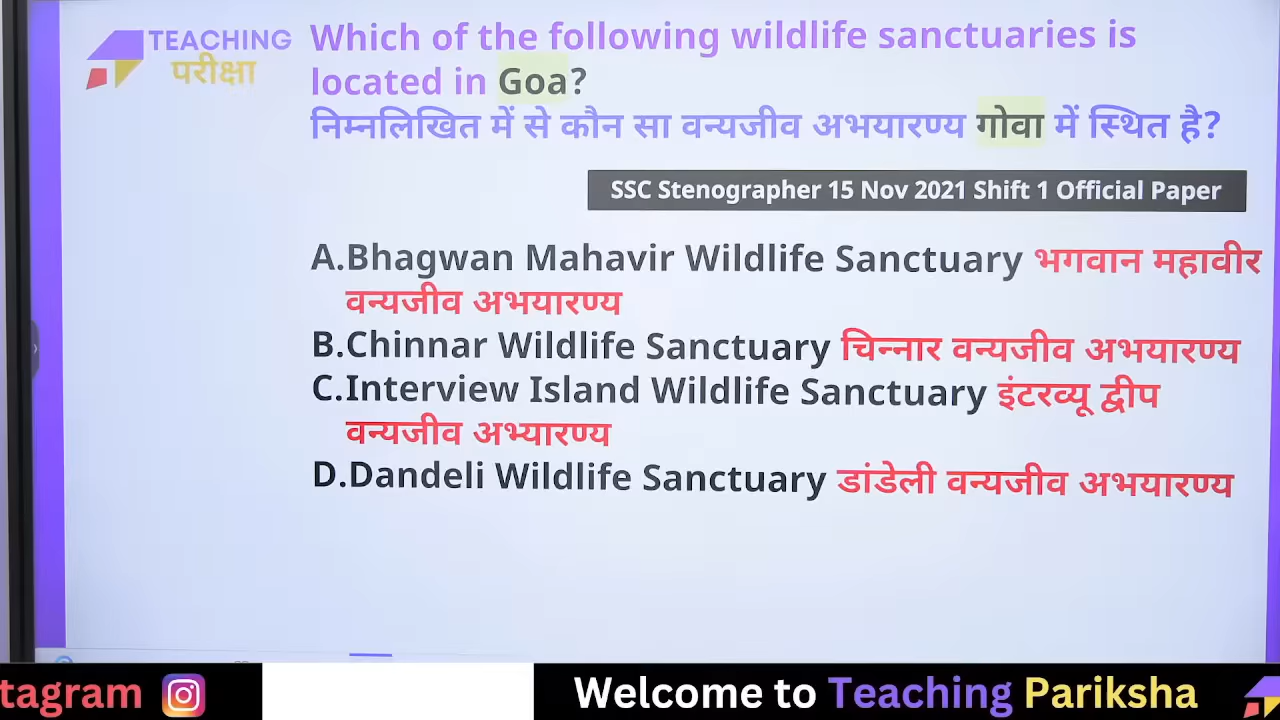 TEACHING
परीक्षा
Which of the following wildlife sanctuaries is
located in Goa?
निम्नलिखित में से कौन सा वन्यजीव अभयारण्य गोवा में स्थित है?
SSC Stenographer 15 Nov 2021 Shift 1 Official Paper
A.Bhagwan Mahavir Wildlife Sanctuary भगवान महावीर
वन्यजीव अभयारण्य
B.Chinnar Wildlife Sanctuary चिन्नार वन्यजीव अभयारण्य
C.Interview Island Wildlife Sanctuary इंटरव्यू द्वीप
वन्यजीव अभ्यारण्य
D.Dandeli Wildlife Sanctuary डांडेली वन्यजीव अभयारण्य
tagram
Welcome to Teaching Pariksha